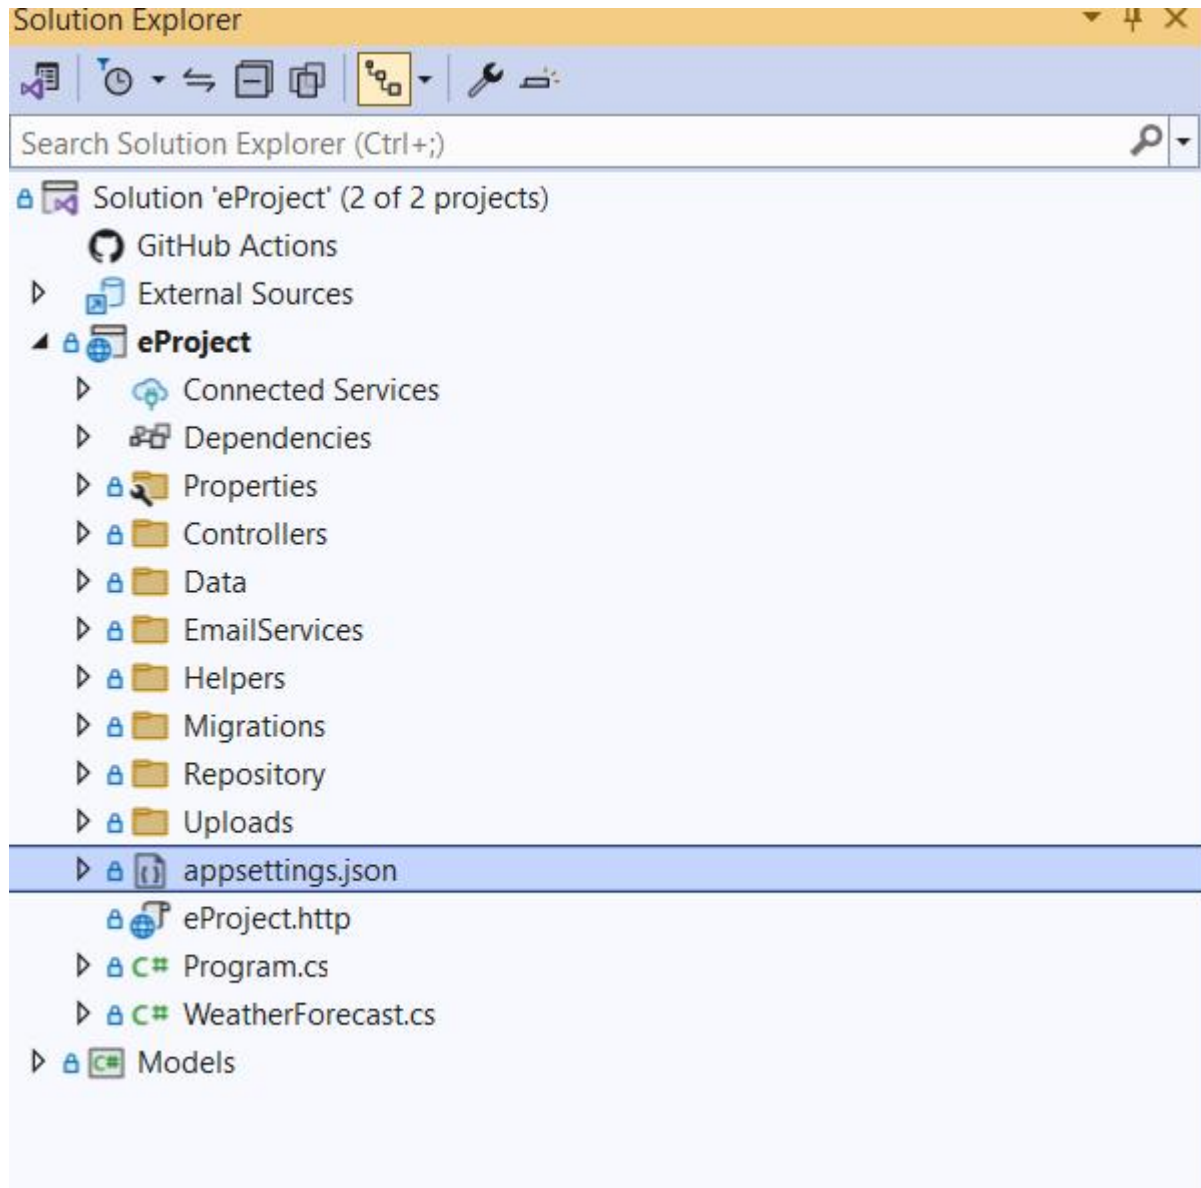 Solution Explorer
Search Solution Explorer (Ctrl+;)
Solution 'eProject' (2 of 2 projects)
GitHub Actions
External Sources
eProject
Connected Services
Dependencies
Properties
Controllers
Data
EmailServices
Helpers
Migrations
Repository
Uploads
appsettings.json
eProject.http
C# Program.cs
C# WeatherForecast.cs
C# Models